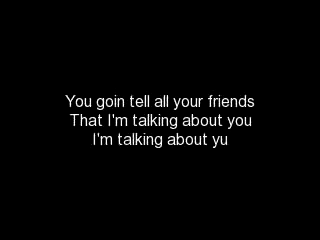 You goin tell all your friends
That I'm talking about you
I'm talking about yu